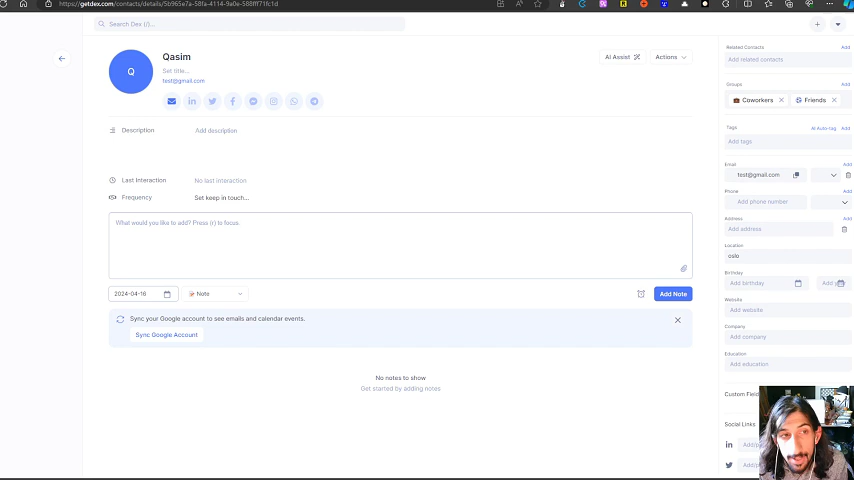 https://getdex.com/contacts/details/5b965e7a-58fa-4114-9a0e-588fff71fc1d
Search Dex (/)...
Qasim
Set title...
test@gmail.com
AI Assist
Actions
Q
Description
Add description
Last Interaction
No last interaction
Frequency
Set keep in touch...
What would you like to add? Press (r) to focus.
2024-04-16
Note
Add Note
Sync your Google account to see emails and calendar events.
Sync Google Account
No notes to show
Get started by adding notes
Related Contacts
Add
Add related contacts
Groups
Add
Coworkers
Friends
Tags
AI Auto-tag
Add
Add tags
Email
Add
test@gmail.com
Phone
Add
Add phone number
Address
Add
Add address
Location
oslo
Birthday
Add birthday
Add
Website
Add website
Company
Add company
Education
Add education
Custom Field
Social Links